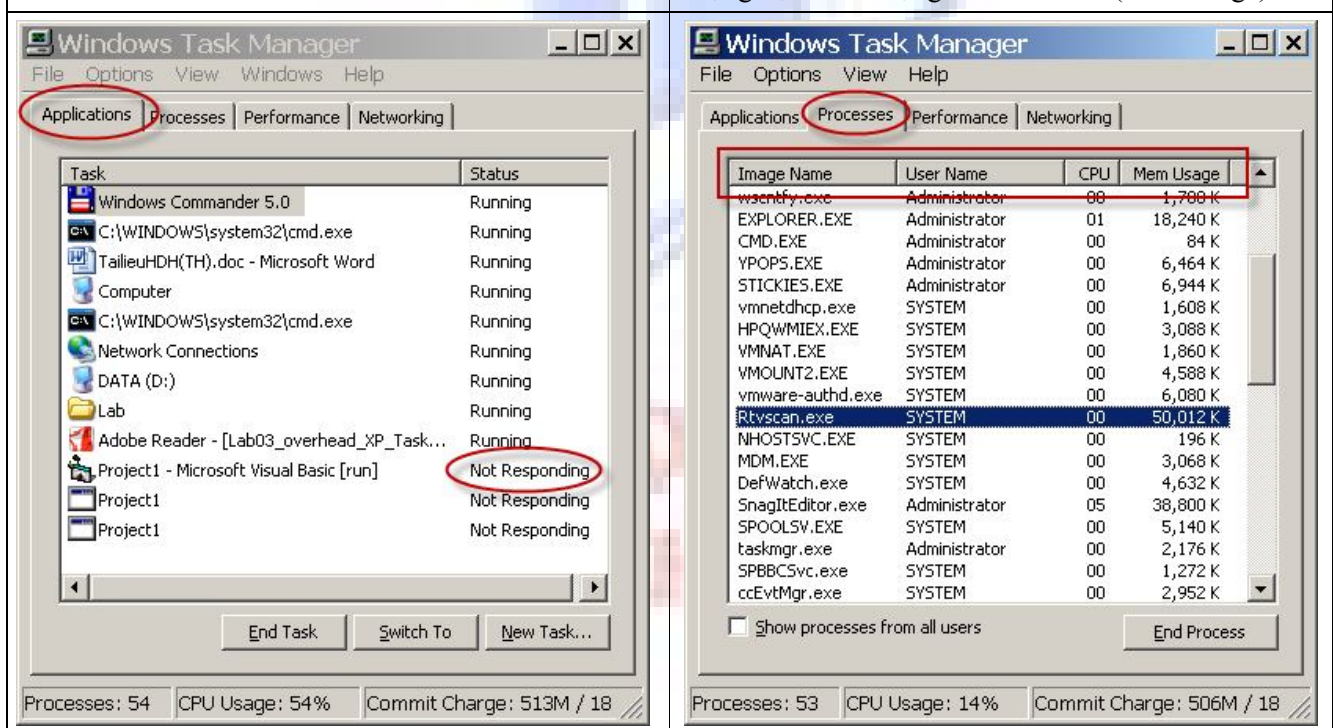 Windows Task Manager
File Options View Windows Help
Applications Processes Performance Networking
Task Status
Windows Commander 5.0 Running
C:\WINDOWS\system32\cmd.exe Running
TailieuHDH(TH).doc - Microsoft Word Running
Computer Running
C:\WINDOWS\system32\cmd.exe Running
Network Connections Running
DATA (D:) Running
Lab Running
Adobe Reader - [Lab03_overhead_XP_Task... Running
Project1 - Microsoft Visual Basic [run] Not Responding
Project1 Not Responding
Project1 Not Responding
End Task Switch To New Task...
Processes: 54 CPU Usage: 54% Commit Charge: 513M / 18
Windows Task Manager
File Options View Help
Applications Processes Performance Networking
Image Name User Name CPU Mem Usage
wscntfy.exe Administrator 00 1,788 K
EXPLORER.EXE Administrator 01 18,240 K
CMD.EXE Administrator 00 84 K
YPOPS.EXE Administrator 00 6,464 K
STICKIES.EXE Administrator 00 6,944 K
vmnetdhcp.exe SYSTEM 00 1,608 K
HPQWMIEX.EXE SYSTEM 00 3,088 K
VMNAT.EXE SYSTEM 00 1,860 K
VMOUNT2.EXE SYSTEM 00 4,588 K
vmware-authd.exe SYSTEM 00 6,080 K
Rtvscan.exe SYSTEM 00 50,012 K
NHOSTSVC.EXE SYSTEM 00 196 K
MDM.EXE SYSTEM 00 3,068 K
DefWatch.exe SYSTEM 00 4,632 K
SnagItEditor.exe Administrator 05 38,800 K
SPOOLSV.EXE SYSTEM 00 5,140 K
taskmgr.exe Administrator 00 2,176 K
SPBBCSvc.exe SYSTEM 00 1,272 K
ccEvtMgr.exe SYSTEM 00 2,952 K
Show processes from all users End Process
Processes: 53 CPU Usage: 14% Commit Charge: 506M / 18